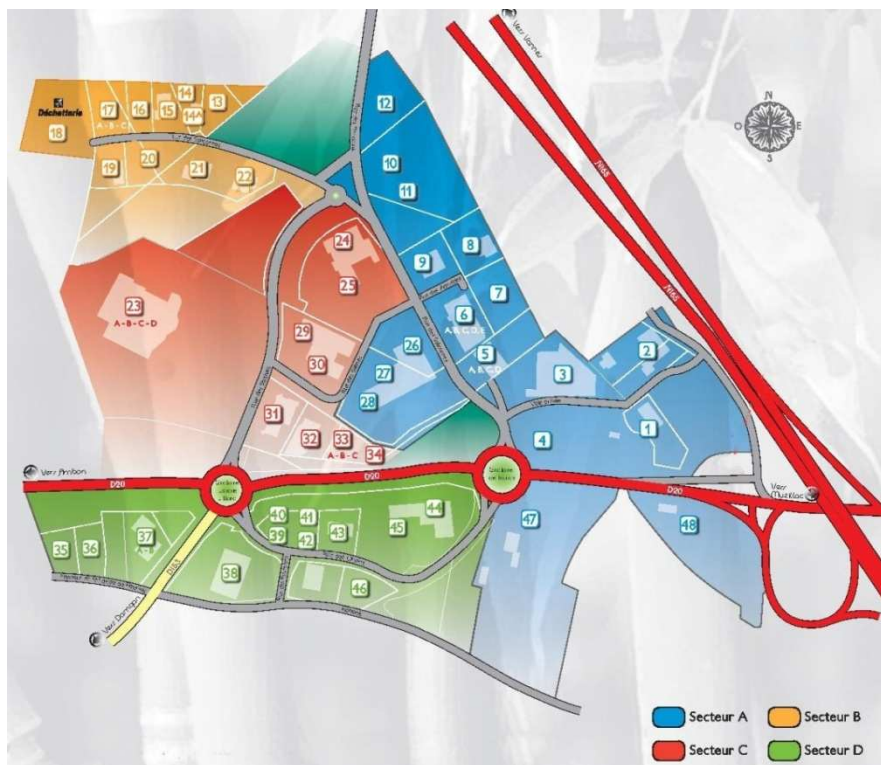 Vers Vannes
N
O
E
S
N165
N165
Déchetterie
18
17
A - B - C
16
15
14
14A
13
19
20
21
22
12
10
11
9
8
7
6
A, B, C, D, E
5
A, B, C, D
3
2
1
4
23
A - B - C - D
24
25
29
30
26
27
28
31
32
33
A - B - C
34
Vers Ambon
D20
D20
D20
Vers Muzillac
35
36
37
A - B
38
40
41
39
42
43
45
44
46
47
48
Vers Damgan
Secteur A
Secteur B
Secteur C
Secteur D